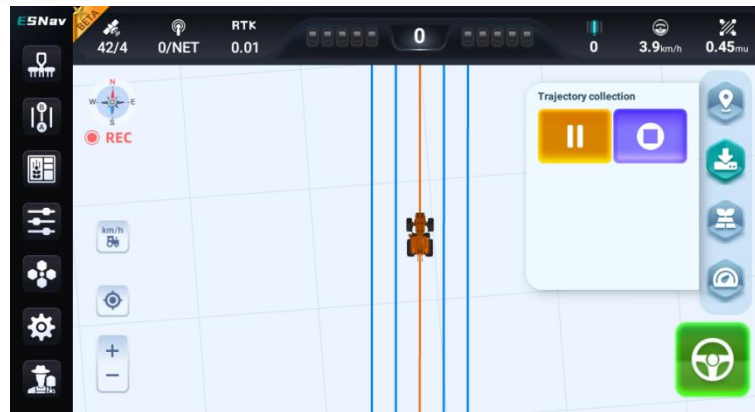 ESNav
BETA
42/4
0/NET
RTK
0.01
0
0
3.9km/h
0.45mu
N
W
E
S
REC
Trajectory collection
km/h
B
A